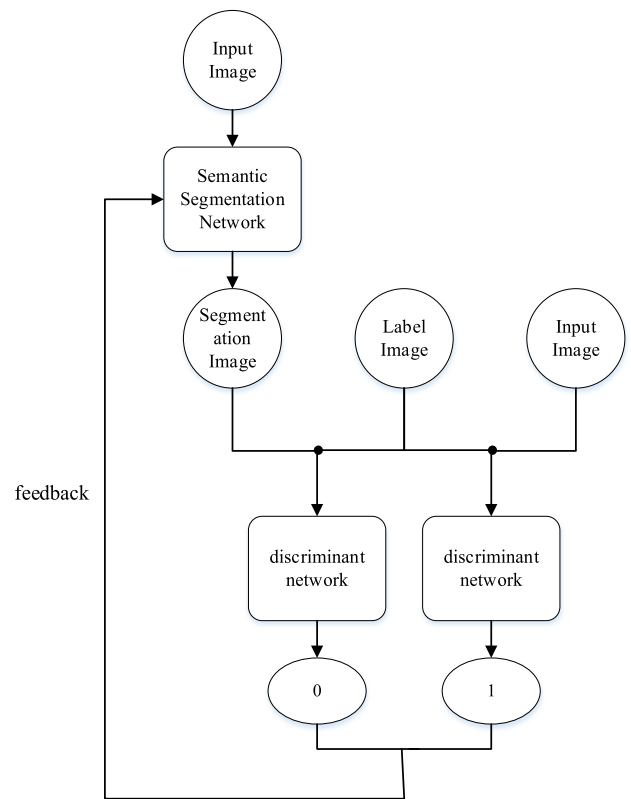 Input
Image
Semantic
Segmentation
Network
Segment
ation
Image
Label
Image
Input
Image
feedback
discriminant
network
discriminant
network
0
1